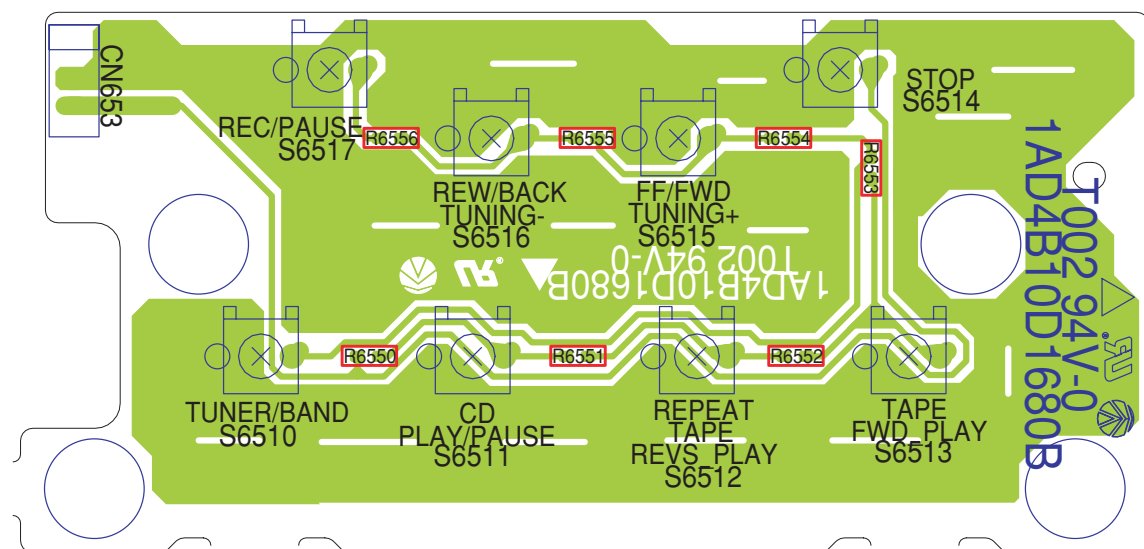 CN653
REC/PAUSE
S6517
R6556
R6555
R6554
R6553
STOP
S6514
REW/BACK
TUNING-
S6516
FF/FWD
TUNING+
S6515
1AD4B10D1680B
T002 94V-0
1AD4B10D1680B
T002 94V-0
R6550
R6551
R6552
TUNER/BAND
S6510
CD
PLAY/PAUSE
S6511
REPEAT
TAPE
REVS_PLAY
S6512
TAPE
FWD_PLAY
S6513